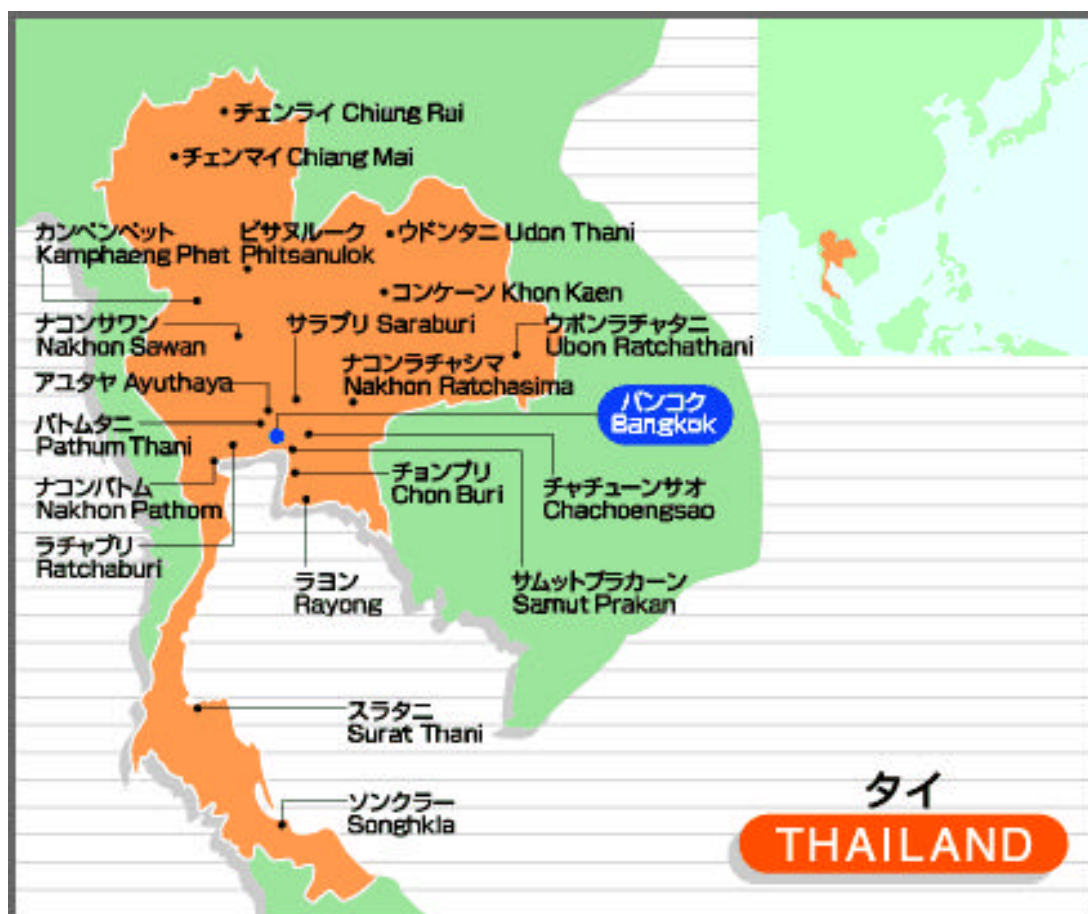 チェンライ Chiung Rai
チェンマイ Chiang Mai
カンペンペット
Kamphaeng Phet
ピサヌルーク
Phitsanulok
ウドンタニ Udon Thani
コンケーン Khon Kaen
ナコンサワン
Nakhon Sawan
サラブリ Saraburi
ウボンラチャタニ
Ubon Ratchathani
ナコンラチャシマ
Nakhon Ratchasima
アユタヤ Ayuthaya
バンコク
Bangkok
パトムタニ
Pathum Thani
チョンブリ
Chon Buri
チャチューンサオ
Chachoengsao
ナコンパトム
Nakhon Pathom
ラチャブリ
Ratchaburi
ラヨン
Rayong
サムットプラカーン
Samut Prakan
スラタニ
Surat Thani
ソンクラー
Songhkla
タイ
THAILAND